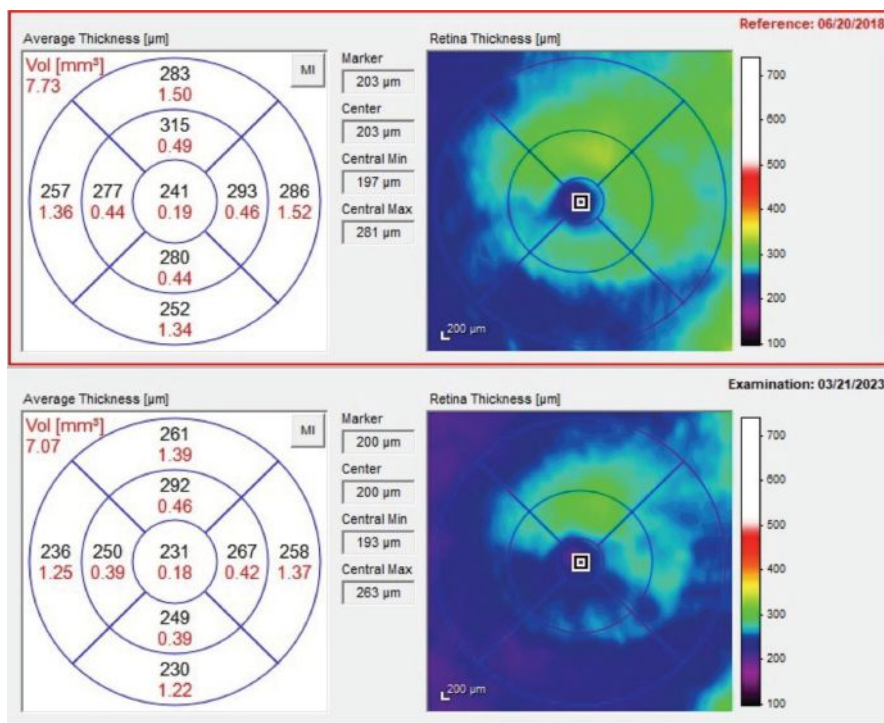 Reference: 06/20/2018
Average Thickness [µm]
Vol [mm³]
7.73
MI
283
1.50
315
0.49
257 277 241 293 286
1.36 0.44 0.19 0.46 1.52
280
0.44
252
1.34
Marker
203 µm
Center
203 µm
Central Min
197 µm
Central Max
281 µm
Retina Thickness [µm]
200 µm
700
600
500
400
300
200
100
Examination: 03/21/2023
Average Thickness [µm]
Vol [mm³]
7.07
MI
261
1.39
292
0.46
236 250 231 267 258
1.25 0.39 0.18 0.42 1.37
249
0.39
230
1.22
Marker
200 µm
Center
200 µm
Central Min
193 µm
Central Max
263 µm
Retina Thickness [µm]
200 µm
700
600
500
400
300
200
100